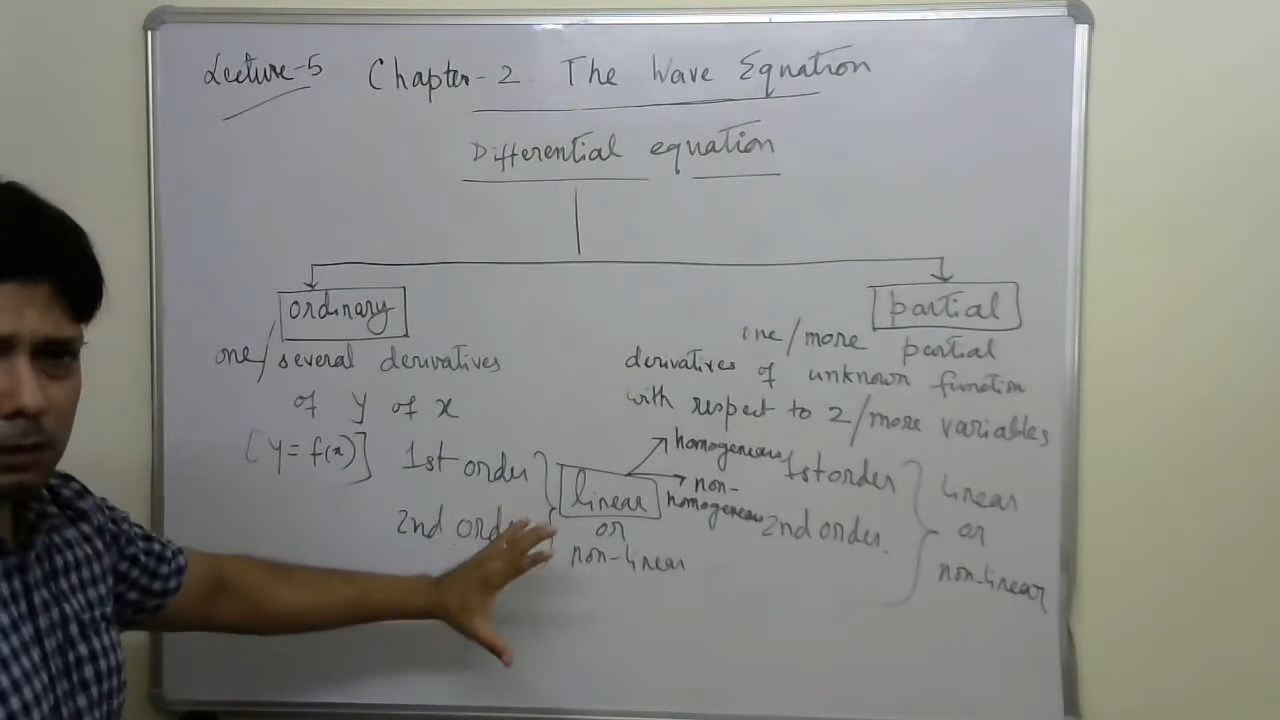 Lecture-5 Chapter-2 The Wave Equation
Differential equation
ordinary
one/several derivatives
of y of x
[y=f(x)] 1st order
2nd order
linear
or
non-linear
homogeneous
non-
homogeneous
partial
one/more partial
derivatives of unknown function
with respect to 2/more variables
1st order
2nd order.
linear
or
non-linear